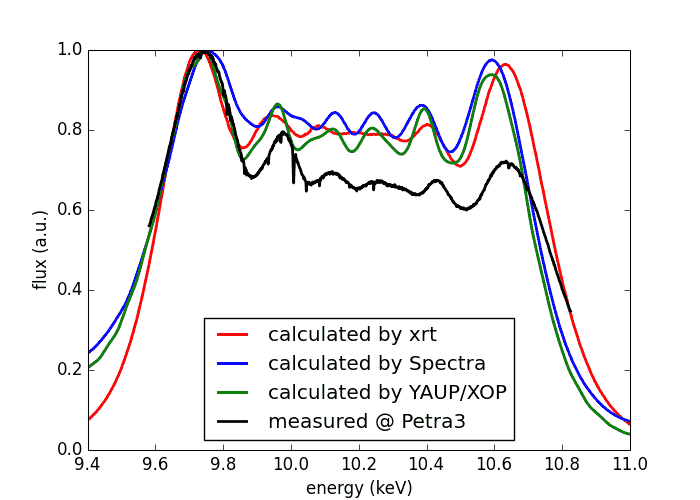 1.0
0.8
0.6
0.4
0.2
0.0
flux (a.u.)
calculated by xrt
calculated by Spectra
calculated by YAUP/XOP
measured @ Petra3
9.4 9.6 9.8 10.0 10.2 10.4 10.6 10.8 11.0
energy (keV)